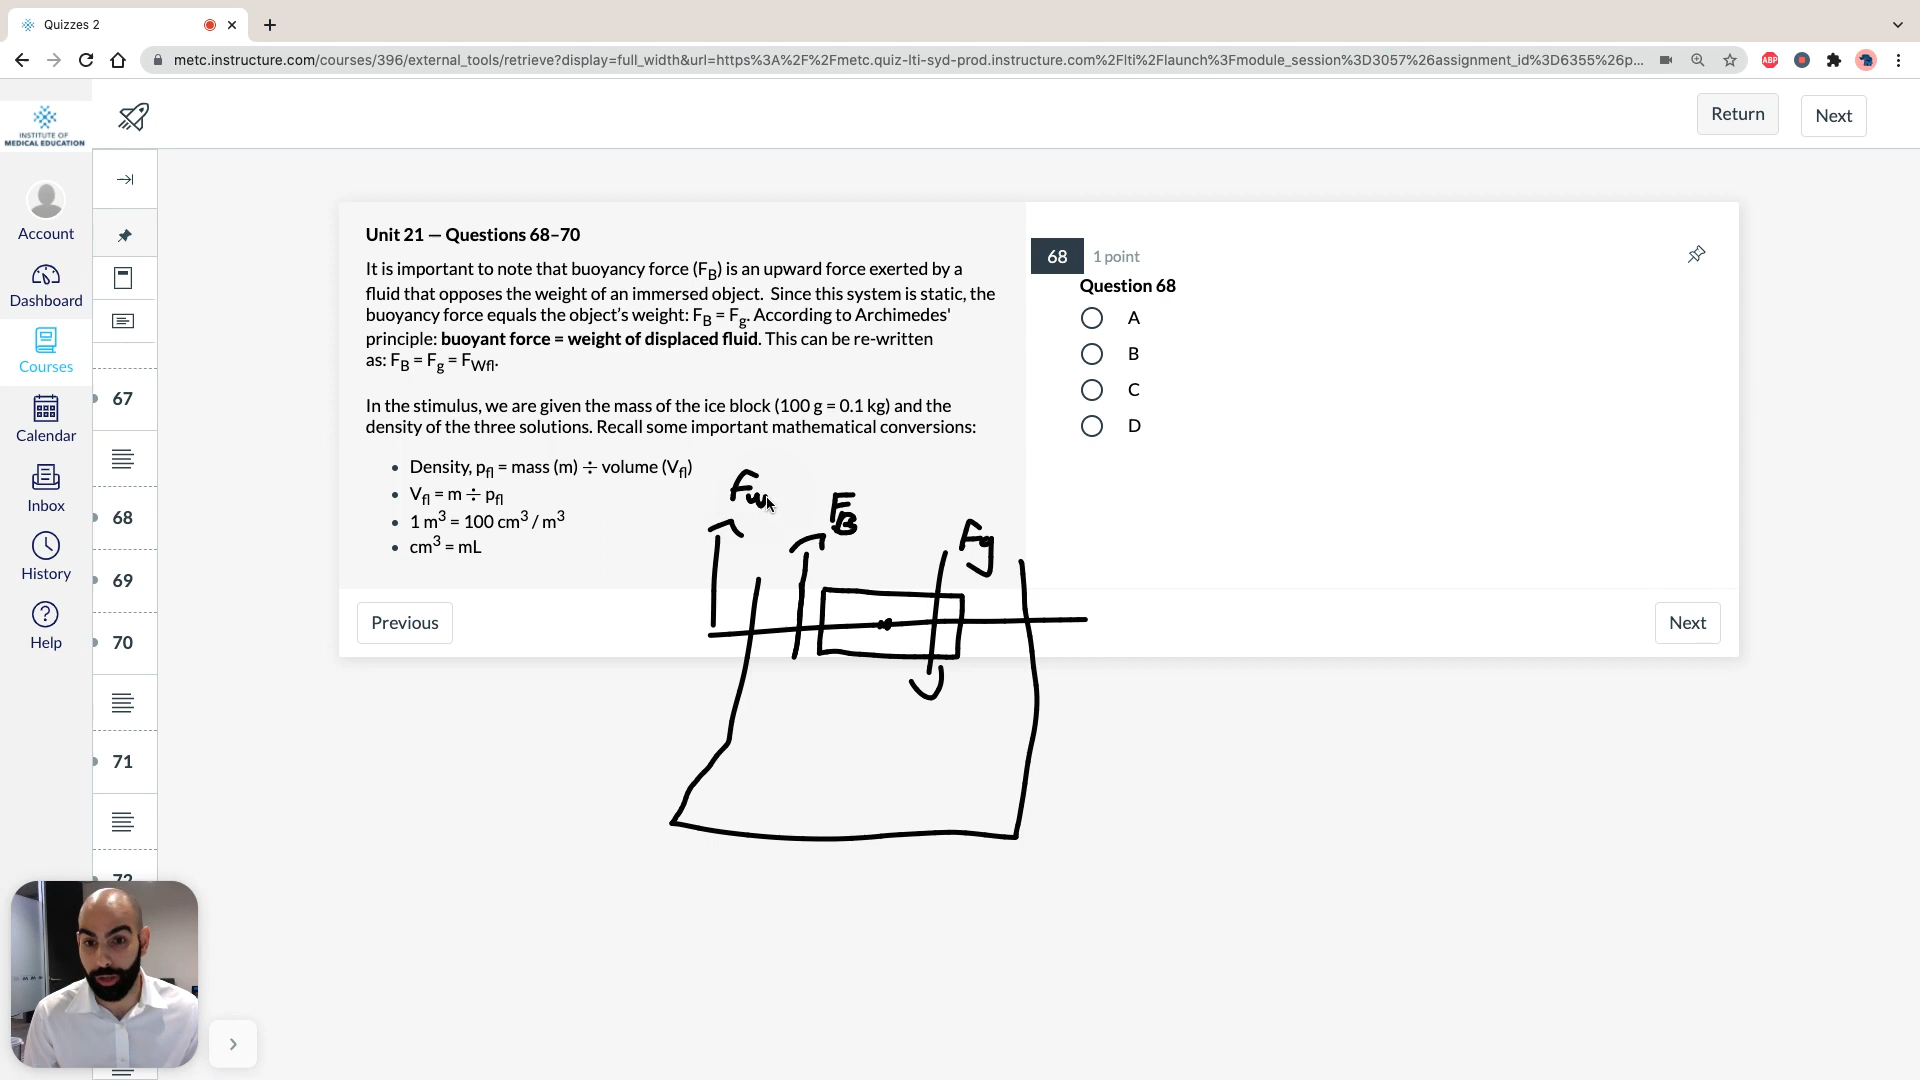 Quizzes 2
metc.instructure.com/courses/396/external_tools/retrieve?display=full_width&url=https%3A%2F%2Fmetc.quiz-lti-syd-prod.instructure.com%2Flti%2Flaunch%3Fmodule_session%3D3057%26assignment_id%3D6355%26p...
ABP
INSTITUTE OF
MEDICAL EDUCATION
Return
Next
Account
Dashboard
Courses
Calendar
Inbox
History
Help
67
68
69
70
71
72
Unit 21 — Questions 68–70
It is important to note that buoyancy force (FB) is an upward force exerted by a
fluid that opposes the weight of an immersed object. Since this system is static, the
buoyancy force equals the object's weight: FB = Fg. According to Archimedes'
principle: buoyant force = weight of displaced fluid. This can be re-written
as: FB = Fg = FWfl.
In the stimulus, we are given the mass of the ice block (100 g = 0.1 kg) and the
density of the three solutions. Recall some important mathematical conversions:
• Density, pfl = mass (m) ÷ volume (Vfl)
• Vfl = m ÷ pfl
• 1 m³ = 100 cm³ / m³
• cm³ = mL
Fw
FB
Fg
Previous
68
1 point
Question 68
A
B
C
D
Next